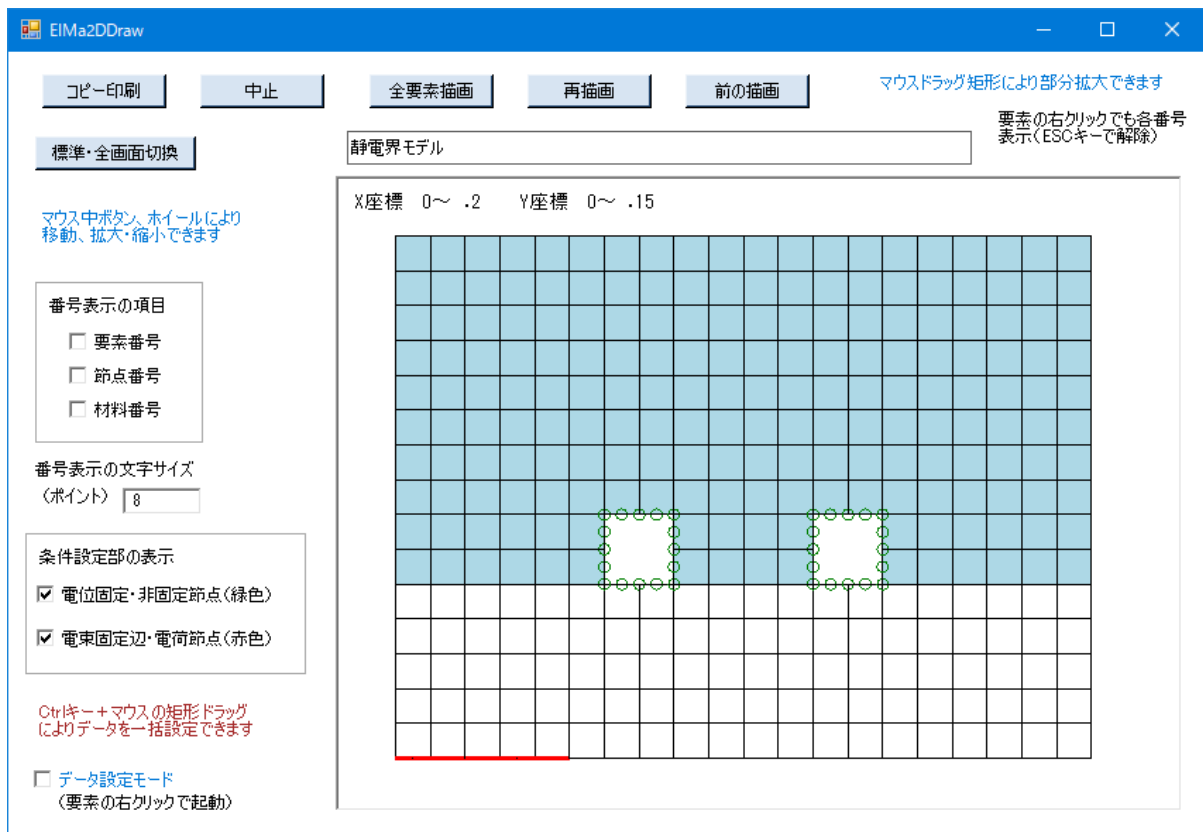 ElMa2DDraw
コピー印刷
中止
全要素描画
再描画
前の描画
マウスドラッグ矩形により部分拡大できます
要素の右クリックでも各番号
表示(ESCキーで解除)
標準・全画面切換
静電界モデル
X座標 0～ .2 Y座標 0～ .15
マウス中ボタン、ホイールにより
移動、拡大・縮小できます
番号表示の項目
要素番号
節点番号
材料番号
番号表示の文字サイズ
(ポイント) 8
条件設定部の表示
電位固定・非固定節点(緑色)
電束固定辺・電荷節点(赤色)
Ctrlキー＋マウスの矩形ドラッグ
によりデータを一括設定できます
データ設定モード
(要素の右クリックで起動)